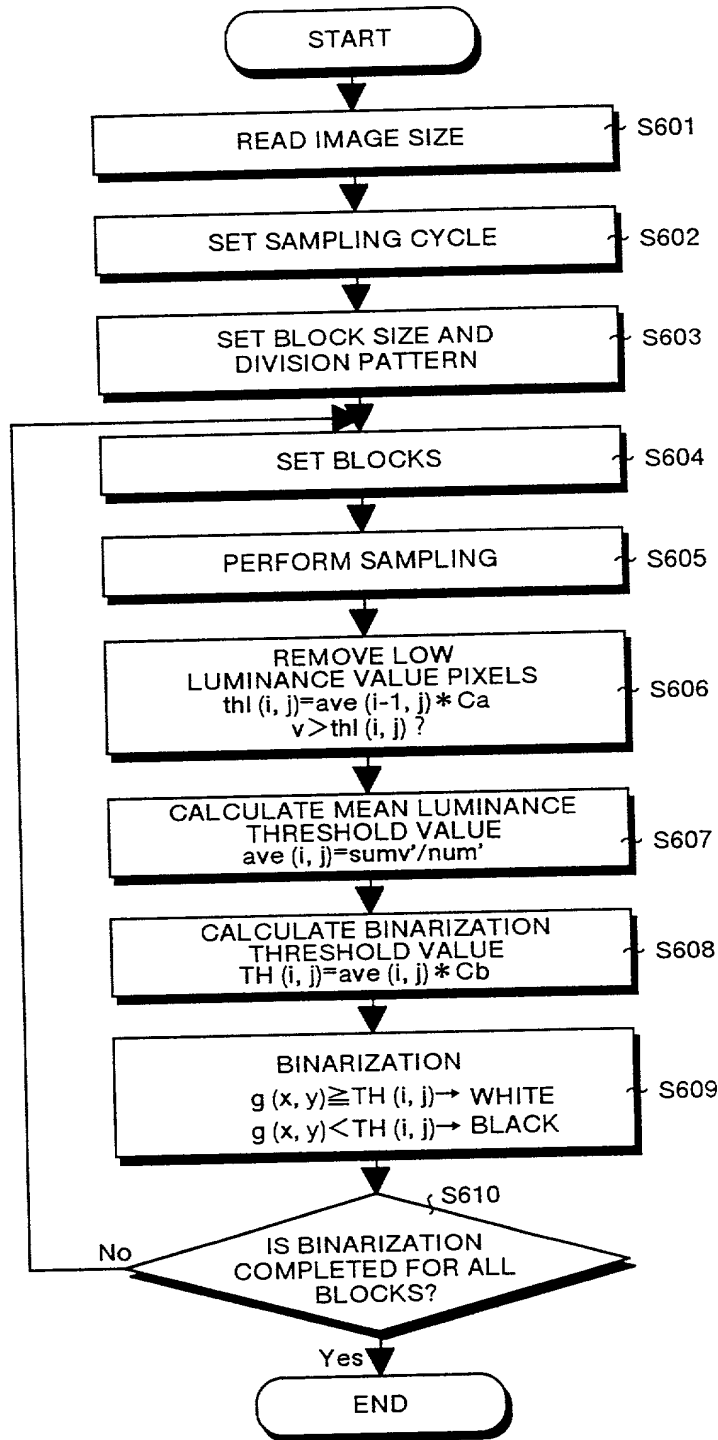 START
READ IMAGE SIZE
S601
SET SAMPLING CYCLE
S602
SET BLOCK SIZE AND
DIVISION PATTERN
S603
SET BLOCKS
S604
PERFORM SAMPLING
S605
REMOVE LOW
LUMINANCE VALUE PIXELS
thl (i, j)=ave (i-1, j)*Ca
v>thl (i, j) ?
S606
CALCULATE MEAN LUMINANCE
THRESHOLD VALUE
ave (i, j)=sumv'/num'
S607
CALCULATE BINARIZATION
THRESHOLD VALUE
TH (i, j)=ave (i, j)*Cb
S608
BINARIZATION
g (x, y)≧TH (i, j)→ WHITE
g (x, y)<TH (i, j)→ BLACK
S609
S610
IS BINARIZATION
COMPLETED FOR ALL
BLOCKS?
No
Yes
END